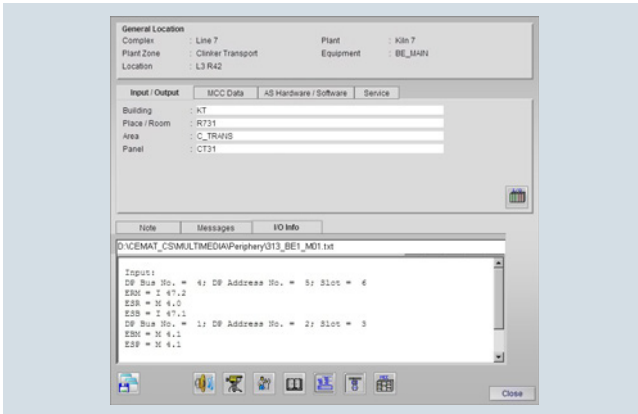 General Location
Complex : Line 7 Plant : Kiln 7
Plant Zone : Clinker Transport Equipment : BE_MAIN
Location : L3 R42
Input / Output MCC Data AS Hardware / Software Service
Building : KT
Place / Room : R731
Area : C_TRANS
Panel : CT31
Note Messages I/O Info
D:\CEMAT_CS\MULTIMEDIA\Periphery\313_BE1_M01.txt
Input:
DP Bus No. = 4; DP Address No. = 5; Slot = 6
ERM = I 47.2
ESR = M 4.0
ESB = I 47.1
DP Bus No. = 1; DP Address No. = 2; Slot = 3
EBM = M 4.1
ESP = M 4.1
Close